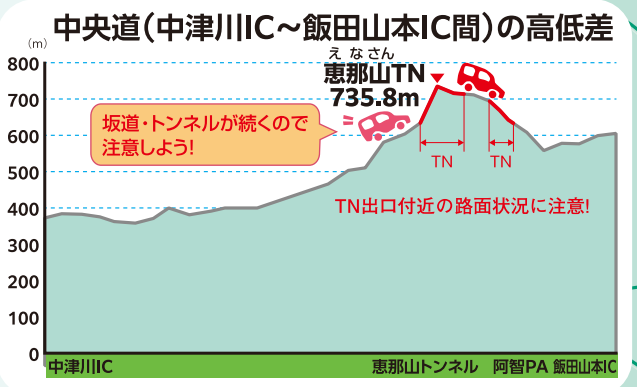 中央道(中津川IC〜飯田山本IC間)の高低差
(m)
えなさん
恵那山TN
735.8m
坂道・トンネルが続くので
注意しよう!
TN
TN
TN出口付近の路面状況に注意!
800
700
600
500
400
300
200
100
0
中津川IC
恵那山トンネル
阿智PA
飯田山本IC